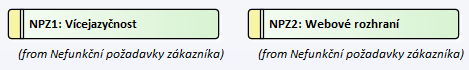 NPZ1: Vícejazyčnost
(from Nefunkční požadavky zákazníka)
NPZ2: Webové rozhraní
(from Nefunkční požadavky zákazníka)